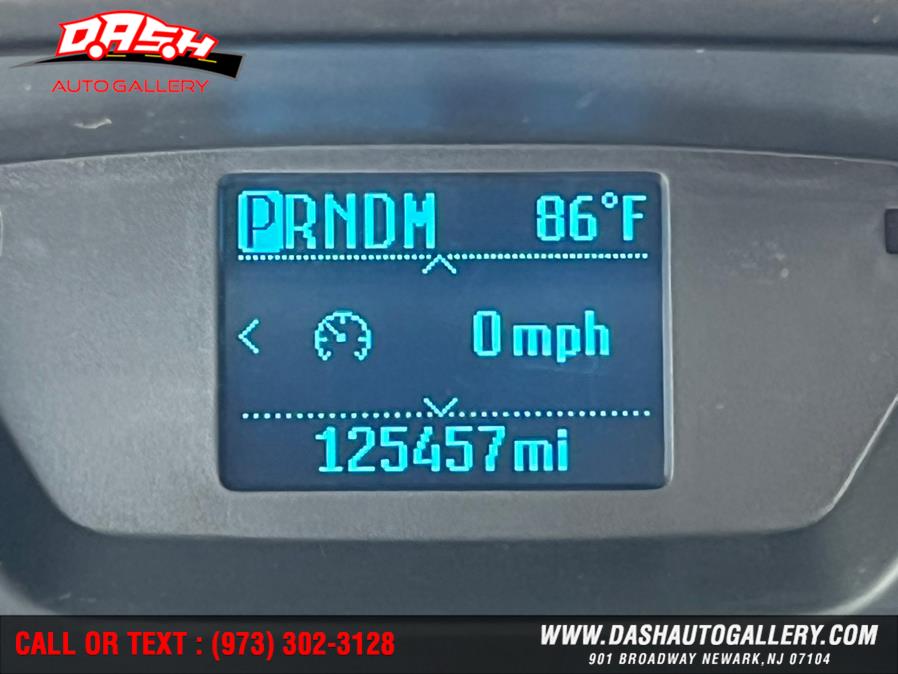 DASH
AUTO GALLERY
PRNDM 86°F
0 mph
125457 mi
CALL OR TEXT : (973) 302-3128
WWW.DASHAUTOGALLERY.COM
901 BROADWAY NEWARK,NJ 07104